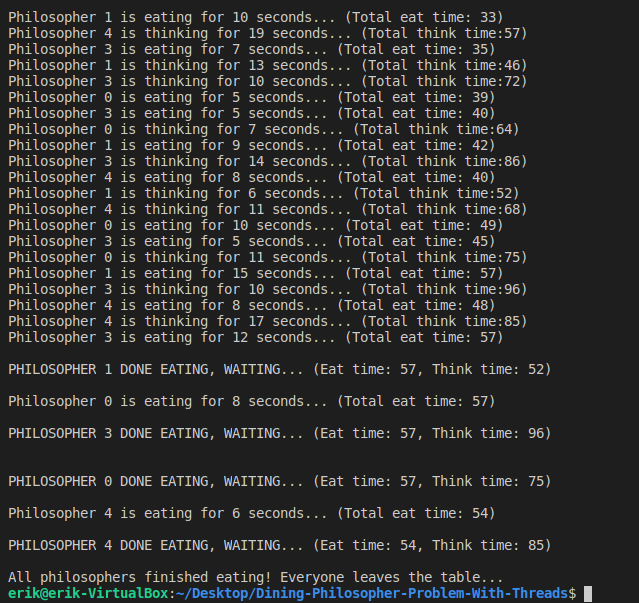 Philosopher 1 is eating for 10 seconds... (Total eat time: 33)
Philosopher 4 is thinking for 19 seconds... (Total think time:57)
Philosopher 3 is eating for 7 seconds... (Total eat time: 35)
Philosopher 1 is thinking for 13 seconds... (Total think time:46)
Philosopher 3 is thinking for 10 seconds... (Total think time:72)
Philosopher 0 is eating for 5 seconds... (Total eat time: 39)
Philosopher 3 is eating for 5 seconds... (Total eat time: 40)
Philosopher 0 is thinking for 7 seconds... (Total think time:64)
Philosopher 1 is eating for 9 seconds... (Total eat time: 42)
Philosopher 3 is thinking for 14 seconds... (Total think time:86)
Philosopher 4 is eating for 8 seconds... (Total eat time: 40)
Philosopher 1 is thinking for 6 seconds... (Total think time:52)
Philosopher 4 is thinking for 11 seconds... (Total think time:68)
Philosopher 0 is eating for 10 seconds... (Total eat time: 49)
Philosopher 3 is eating for 5 seconds... (Total eat time: 45)
Philosopher 0 is thinking for 11 seconds... (Total think time:75)
Philosopher 1 is eating for 15 seconds... (Total eat time: 57)
Philosopher 3 is thinking for 10 seconds... (Total think time:96)
Philosopher 4 is eating for 8 seconds... (Total eat time: 48)
Philosopher 4 is thinking for 17 seconds... (Total think time:85)
Philosopher 3 is eating for 12 seconds... (Total eat time: 57)
PHILOSOPHER 1 DONE EATING, WAITING... (Eat time: 57, Think time: 52)
Philosopher 0 is eating for 8 seconds... (Total eat time: 57)
PHILOSOPHER 3 DONE EATING, WAITING... (Eat time: 57, Think time: 96)
PHILOSOPHER 0 DONE EATING, WAITING... (Eat time: 57, Think time: 75)
Philosopher 4 is eating for 6 seconds... (Total eat time: 54)
PHILOSOPHER 4 DONE EATING, WAITING... (Eat time: 54, Think time: 85)
All philosophers finished eating! Everyone leaves the table...
erik@erik-VirtualBox:~/Desktop/Dining-Philosopher-Problem-With-Threads$